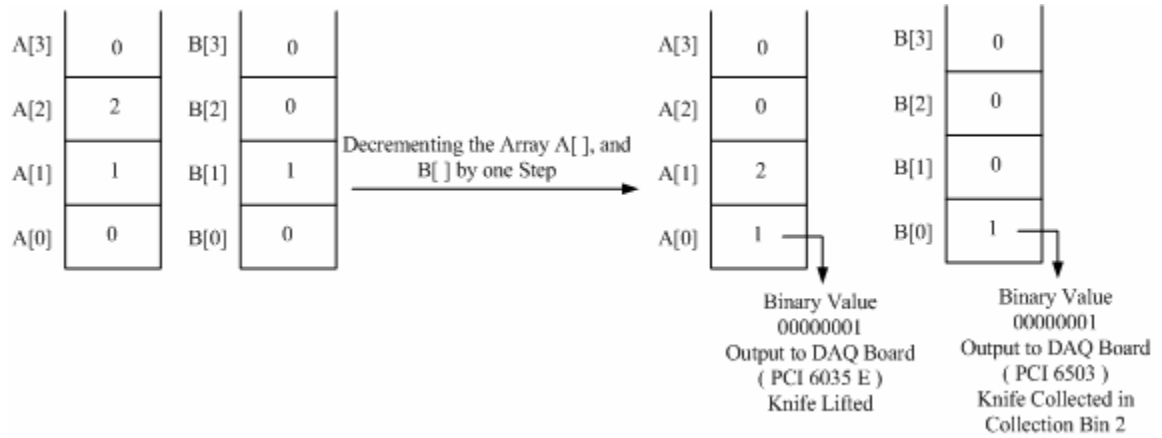 A[3] 0 B[3] 0
A[2] 2 B[2] 0
A[1] 1 B[1] 1
A[0] 0 B[0] 0
Decrementing the Array A[ ], and
B[ ] by one Step
A[3] 0 B[3] 0
A[2] 0 B[2] 0
A[1] 2 B[1] 0
A[0] 1 B[0] 1
Binary Value
00000001
Output to DAQ Board
( PCI 6035 E )
Knife Lifted
Binary Value
00000001
Output to DAQ Board
( PCI 6503 )
Knife Collected in
Collection Bin 2